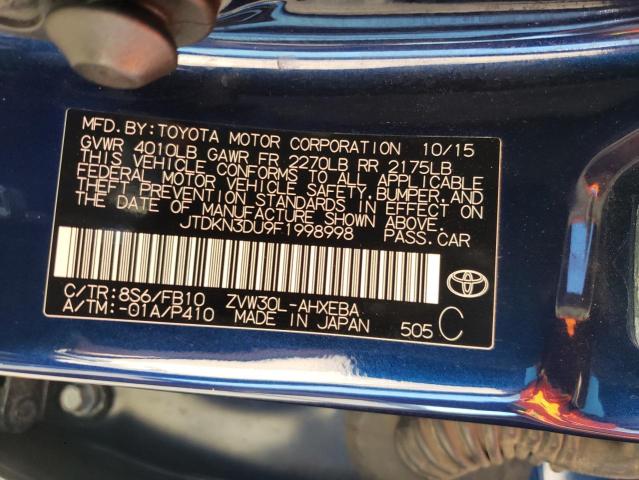 MFD.BY:TOYOTA MOTOR CORPORATION 10/15
GVWR 4010LB GAWR FR 2270LB RR 2175LB
THIS VEHICLE CONFORMS TO ALL APPLICABLE
FEDERAL MOTOR VEHICLE SAFETY, BUMPER, AND
THEFT PREVENTION STANDARDS IN EFFECT ON
THE DATE OF MANUFACTURE SHOWN ABOVE.
JTDKN3DU9F1998998 PASS.CAR
C/TR:8S6/FB10 ZVW30L-AHXEBA
A/TM:-01A/P410 MADE IN JAPAN 505 C